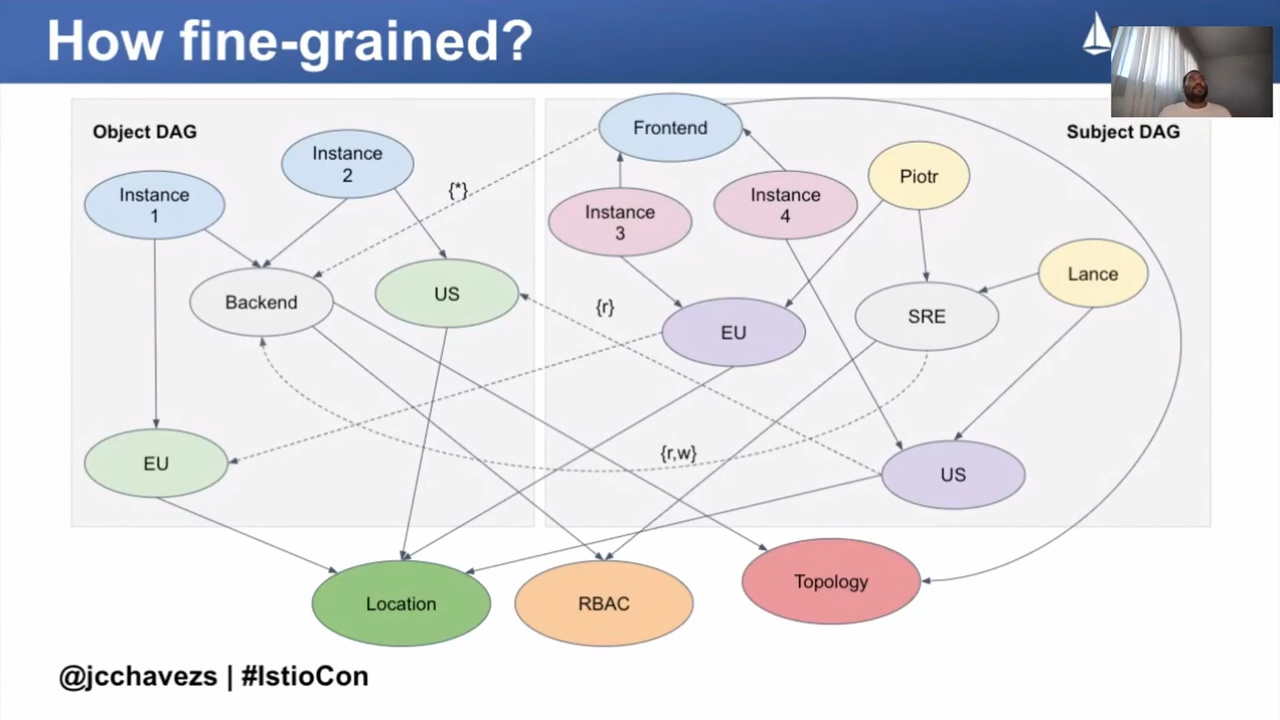 How fine-grained?
Object DAG
Subject DAG
Frontend
Instance
1
Instance
2
{*}
Instance
3
Instance
4
Piotr
Backend
US
{r}
EU
SRE
Lance
EU
{r,w}
US
Location
RBAC
Topology
@jcchavezs | #IstioCon